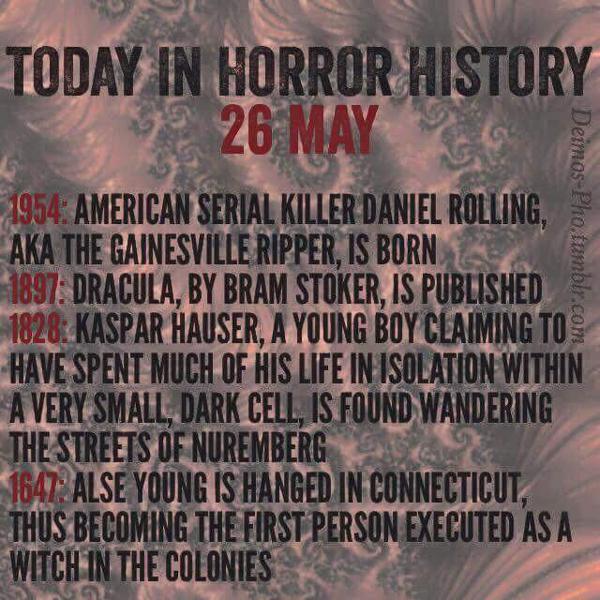 TODAY IN HORROR HISTORY
26 MAY
1954: AMERICAN SERIAL KILLER DANIEL ROLLING,
AKA THE GAINESVILLE RIPPER, IS BORN
1897: DRACULA, BY BRAM STOKER, IS PUBLISHED
1828: KASPAR HAUSER, A YOUNG BOY CLAIMING TO
HAVE SPENT MUCH OF HIS LIFE IN ISOLATION WITHIN
A VERY SMALL, DARK CELL, IS FOUND WANDERING
THE STREETS OF NUREMBERG
1647: ALSE YOUNG IS HANGED IN CONNECTICUT,
THUS BECOMING THE FIRST PERSON EXECUTED AS A
WITCH IN THE COLONIES
Deimos-Pho.tumblr.com